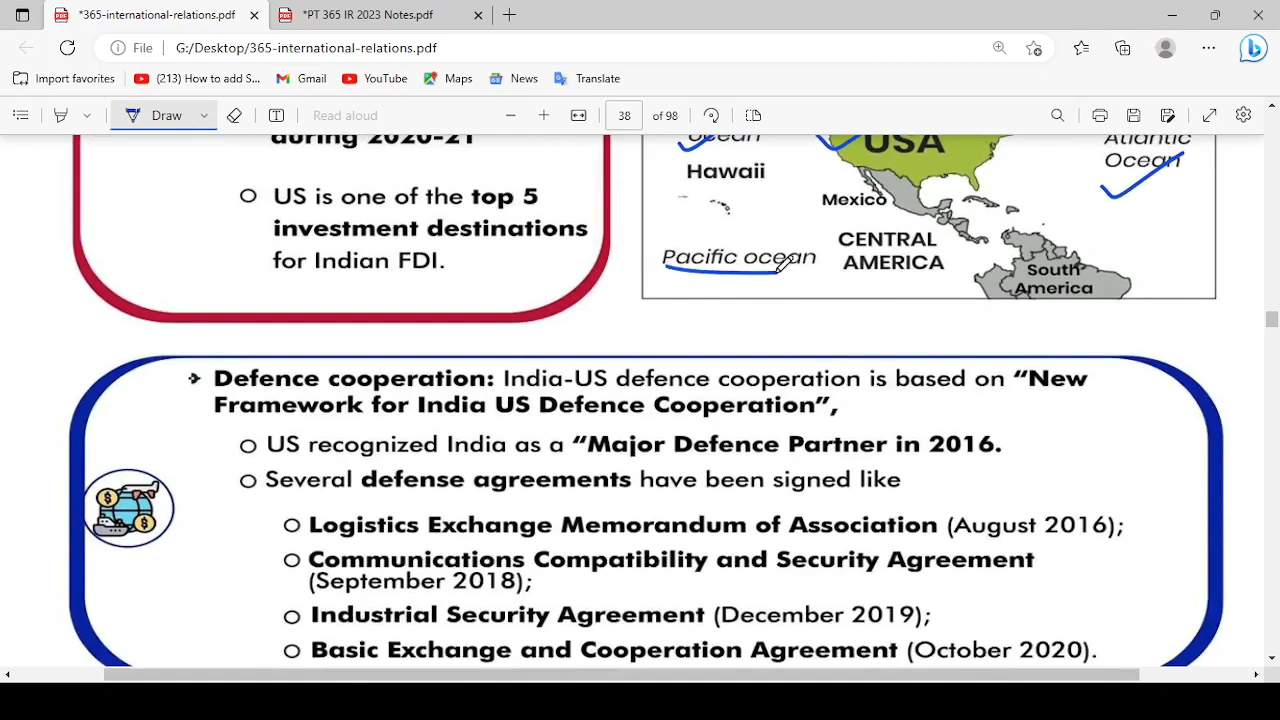 *365-international-relations.pdf
*PT 365 IR 2023 Notes.pdf
File
G:/Desktop/365-international-relations.pdf
Import favorites
(213) How to add S...
Gmail
YouTube
Maps
News
Translate
Draw
Read aloud
38
of 98
during 2020-21
US is one of the top 5
investment destinations
for Indian FDI.
ocean
USA
Atlantic
Ocean
Hawaii
Mexico
CENTRAL
AMERICA
Pacific ocean
South
America
Defence cooperation: India-US defence cooperation is based on “New
Framework for India US Defence Cooperation”,
US recognized India as a “Major Defence Partner in 2016.
Several defense agreements have been signed like
Logistics Exchange Memorandum of Association (August 2016);
Communications Compatibility and Security Agreement
(September 2018);
Industrial Security Agreement (December 2019);
Basic Exchange and Cooperation Agreement (October 2020).